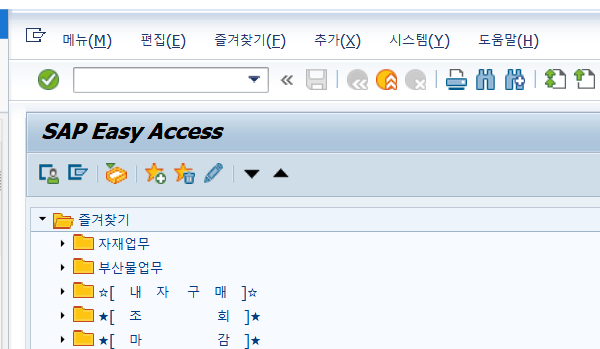 메뉴(M) 편집(E) 즐겨찾기(F) 추가(X) 시스템(Y) 도움말(H)
SAP Easy Access
즐겨찾기
자재업무
부산물업무
☆[ 내 자 구 매 ]☆
★[ 조 회 ]★
★[ 마 감 ]★